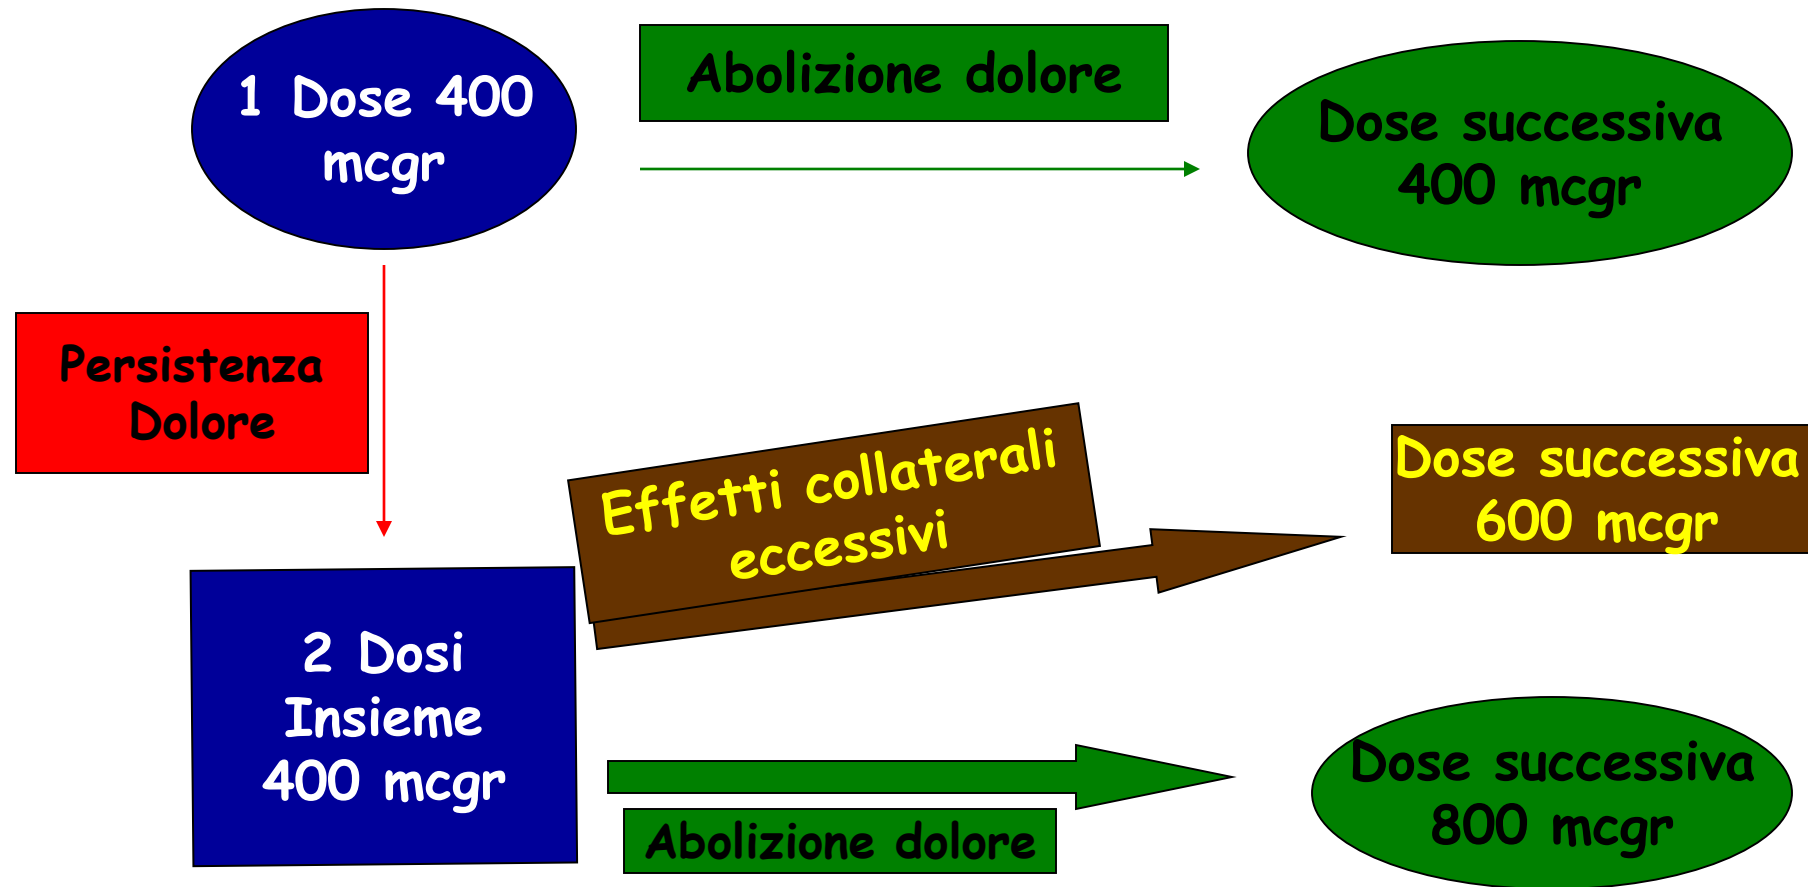 1 Dose 400
mcgr
Abolizione dolore
Dose successiva
400 mcgr
Persistenza
Dolore
Effetti collaterali
eccessivi
Dose successiva
600 mcgr
2 Dosi
Insieme
400 mcgr
Abolizione dolore
Dose successiva
800 mcgr